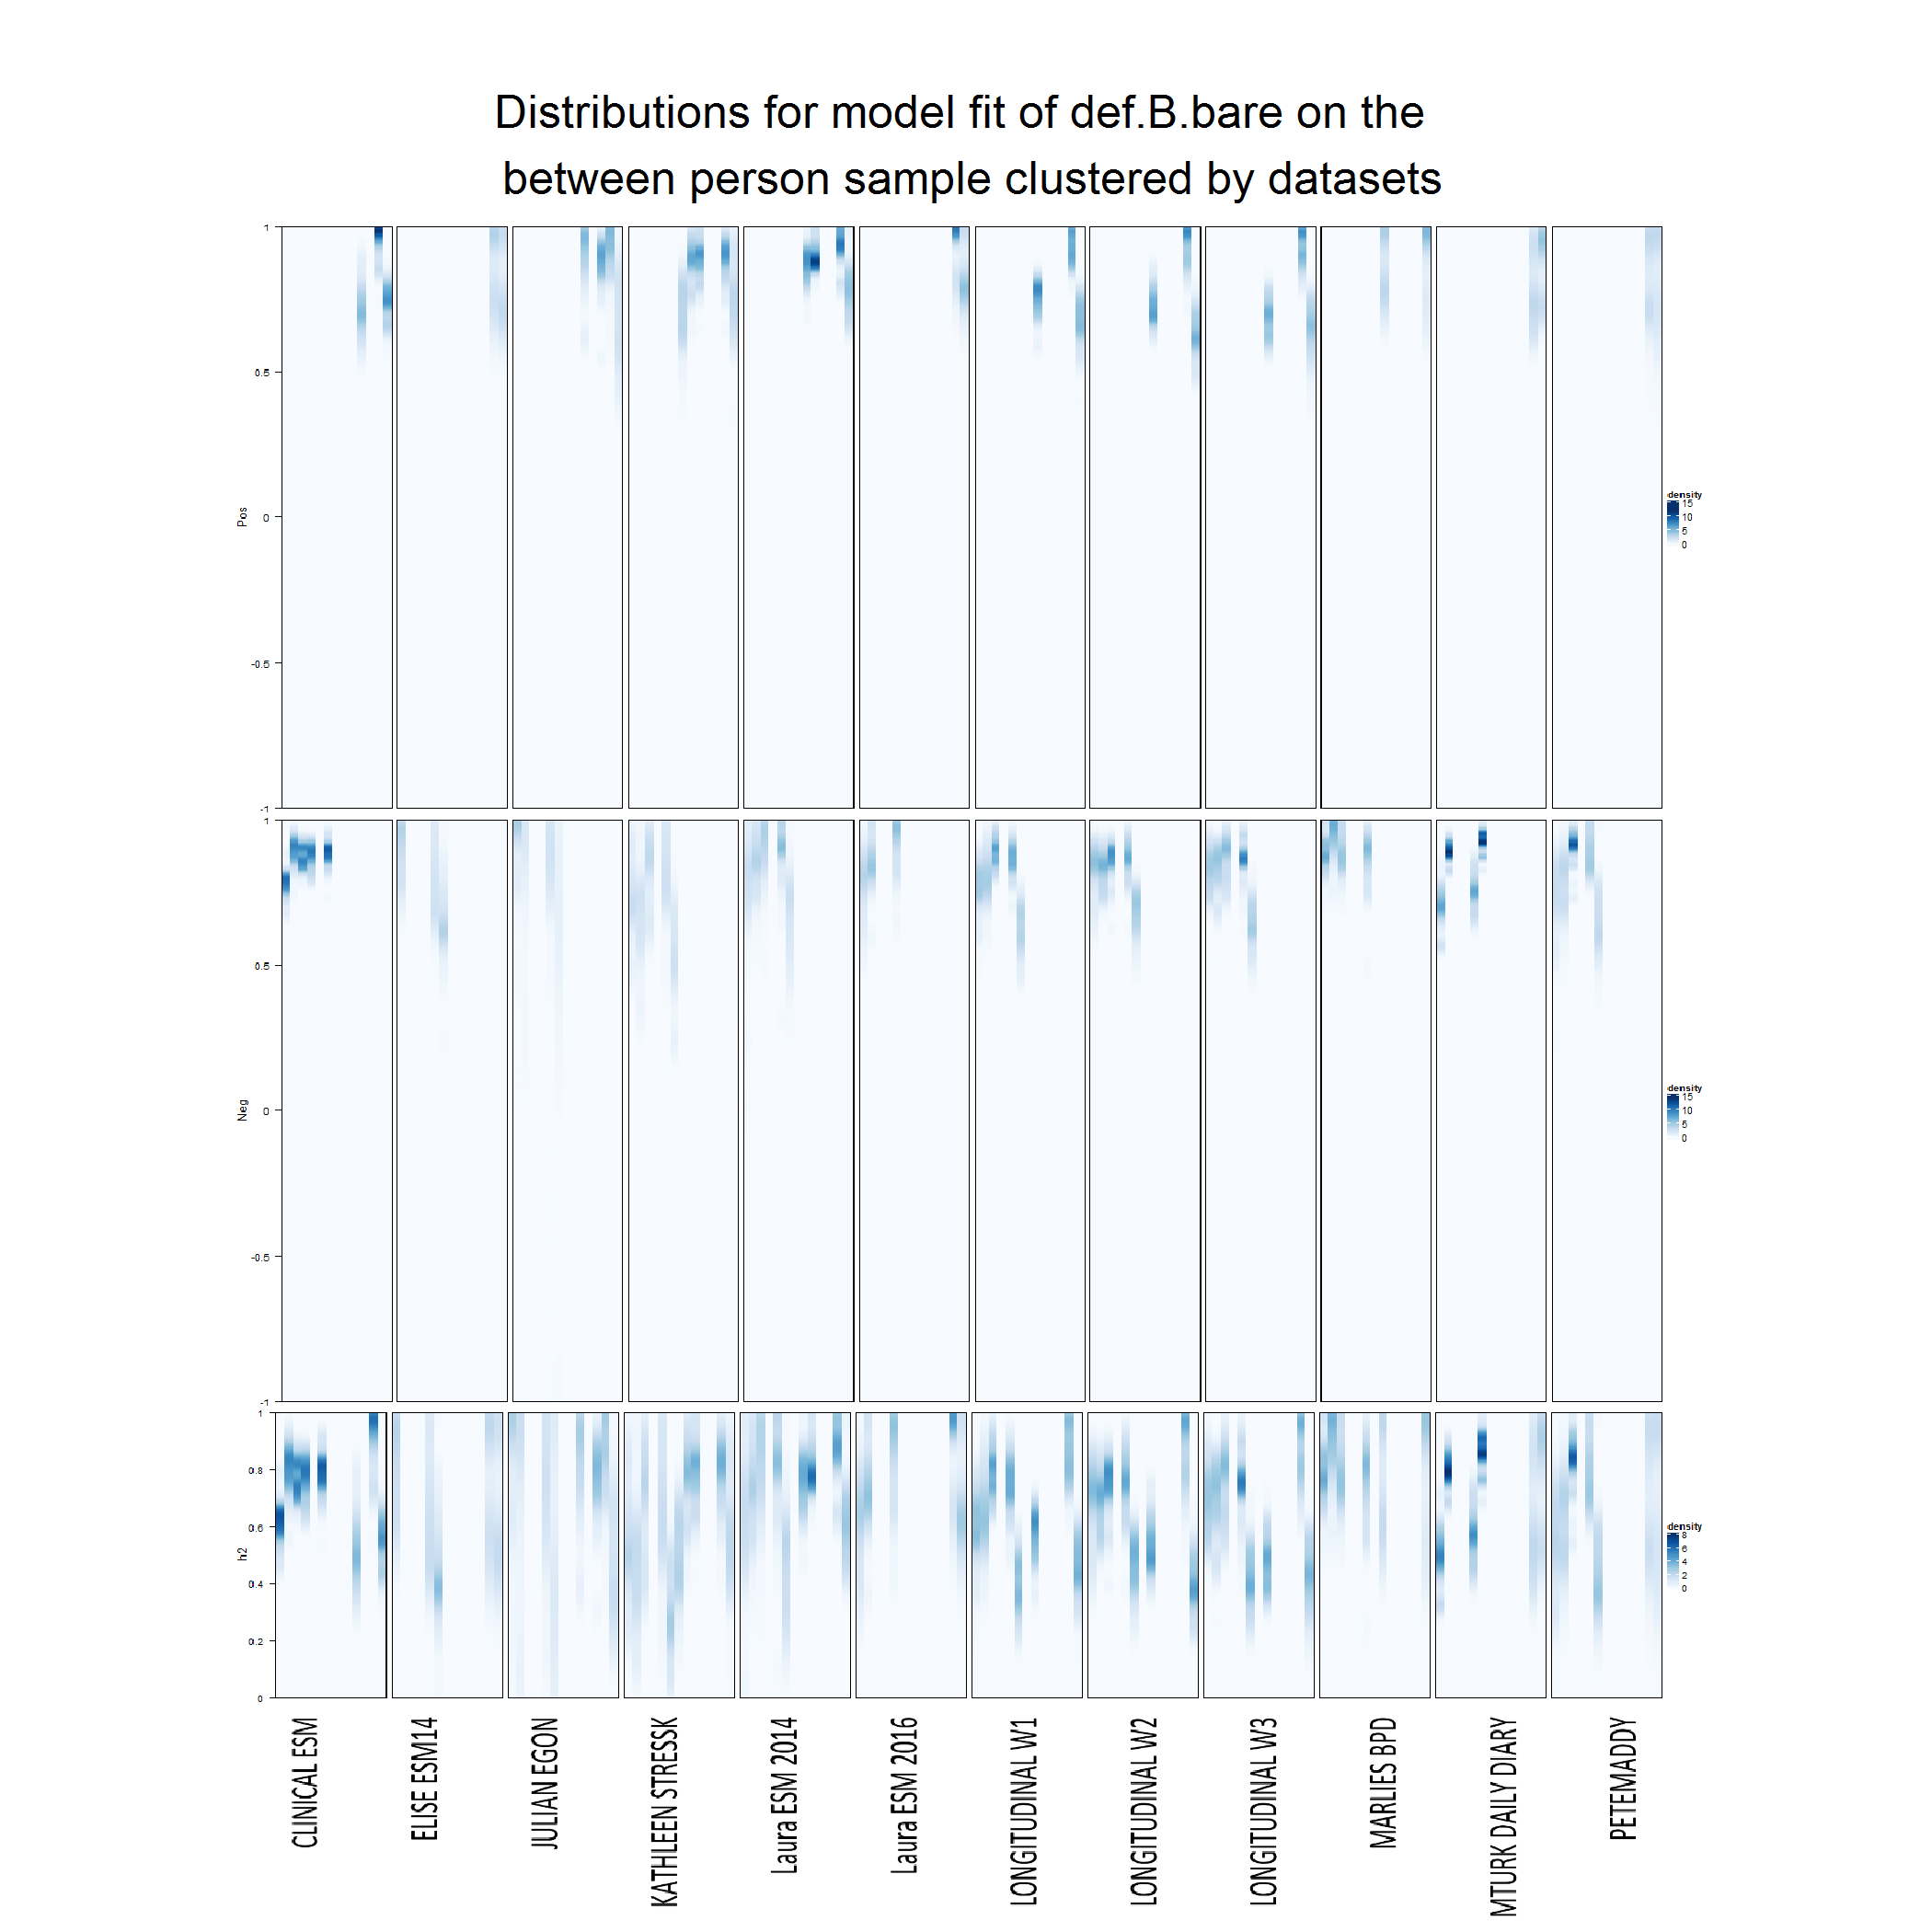 Distributions for model fit of def.B.bare on the
between person sample clustered by datasets
1
0.5
Pos
0
-0.5
-1
density
15
10
5
0
1
0.5
Neg
0
-0.5
-1
density
15
10
5
0
1
0.8
0.6
h2
0.4
0.2
0
density
8
6
4
2
0
CLINICAL ESM
ELISE ESM14
JULIAN EGON
KATHLEEN STRESSK
Laura ESM 2014
Laura ESM 2016
LONGITUDINAL W1
LONGITUDINAL W2
LONGITUDINAL W3
MARLIES BPD
MTURK DAILY DIARY
PETEMADDY